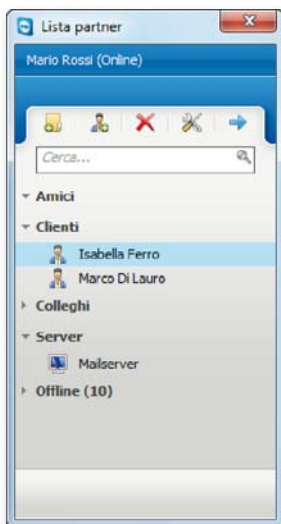 Lista partner
Mario Rossi (Online)
Cerca...
Amici
Clienti
Isabella Ferro
Marco Di Lauro
Colleghi
Server
Mailserver
Offline (10)